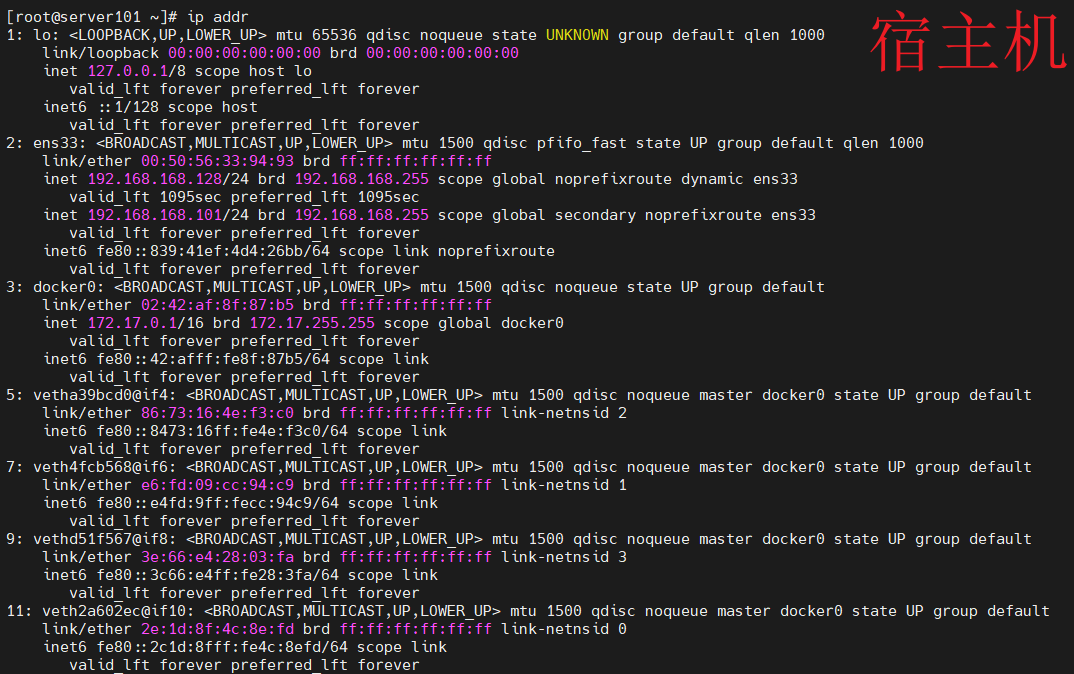 [root@server101 ~]# ip addr
宿主机
1: lo: <LOOPBACK,UP,LOWER_UP> mtu 65536 qdisc noqueue state UNKNOWN group default qlen 1000
link/loopback 00:00:00:00:00:00 brd 00:00:00:00:00:00
inet 127.0.0.1/8 scope host lo
valid_lft forever preferred_lft forever
inet6 ::1/128 scope host
valid_lft forever preferred_lft forever
2: ens33: <BROADCAST,MULTICAST,UP,LOWER_UP> mtu 1500 qdisc pfifo_fast state UP group default qlen 1000
link/ether 00:50:56:33:94:93 brd ff:ff:ff:ff:ff:ff
inet 192.168.168.128/24 brd 192.168.168.255 scope global noprefixroute dynamic ens33
valid_lft 1095sec preferred_lft 1095sec
inet 192.168.168.101/24 brd 192.168.168.255 scope global secondary noprefixroute ens33
valid_lft forever preferred_lft forever
inet6 fe80::839:41ef:4d4:26bb/64 scope link noprefixroute
valid_lft forever preferred_lft forever
3: docker0: <BROADCAST,MULTICAST,UP,LOWER_UP> mtu 1500 qdisc noqueue state UP group default
link/ether 02:42:af:8f:87:b5 brd ff:ff:ff:ff:ff:ff
inet 172.17.0.1/16 brd 172.17.255.255 scope global docker0
valid_lft forever preferred_lft forever
inet6 fe80::42:afff:fe8f:87b5/64 scope link
valid_lft forever preferred_lft forever
5: vetha39bcd0@if4: <BROADCAST,MULTICAST,UP,LOWER_UP> mtu 1500 qdisc noqueue master docker0 state UP group default
link/ether 86:73:16:4e:f3:c0 brd ff:ff:ff:ff:ff:ff link-netnsid 2
inet6 fe80::8473:16ff:fe4e:f3c0/64 scope link
valid_lft forever preferred_lft forever
7: veth4fcb568@if6: <BROADCAST,MULTICAST,UP,LOWER_UP> mtu 1500 qdisc noqueue master docker0 state UP group default
link/ether e6:fd:09:cc:94:c9 brd ff:ff:ff:ff:ff:ff link-netnsid 1
inet6 fe80::e4fd:9ff:fecc:94c9/64 scope link
valid_lft forever preferred_lft forever
9: vethd51f567@if8: <BROADCAST,MULTICAST,UP,LOWER_UP> mtu 1500 qdisc noqueue master docker0 state UP group default
link/ether 3e:66:e4:28:03:fa brd ff:ff:ff:ff:ff:ff link-netnsid 3
inet6 fe80::3c66:e4ff:fe28:3fa/64 scope link
valid_lft forever preferred_lft forever
11: veth2a602ec@if10: <BROADCAST,MULTICAST,UP,LOWER_UP> mtu 1500 qdisc noqueue master docker0 state UP group default
link/ether 2e:1d:8f:4c:8e:fd brd ff:ff:ff:ff:ff:ff link-netnsid 0
inet6 fe80::2c1d:8fff:fe4c:8efd/64 scope link
valid_lft forever preferred_lft forever